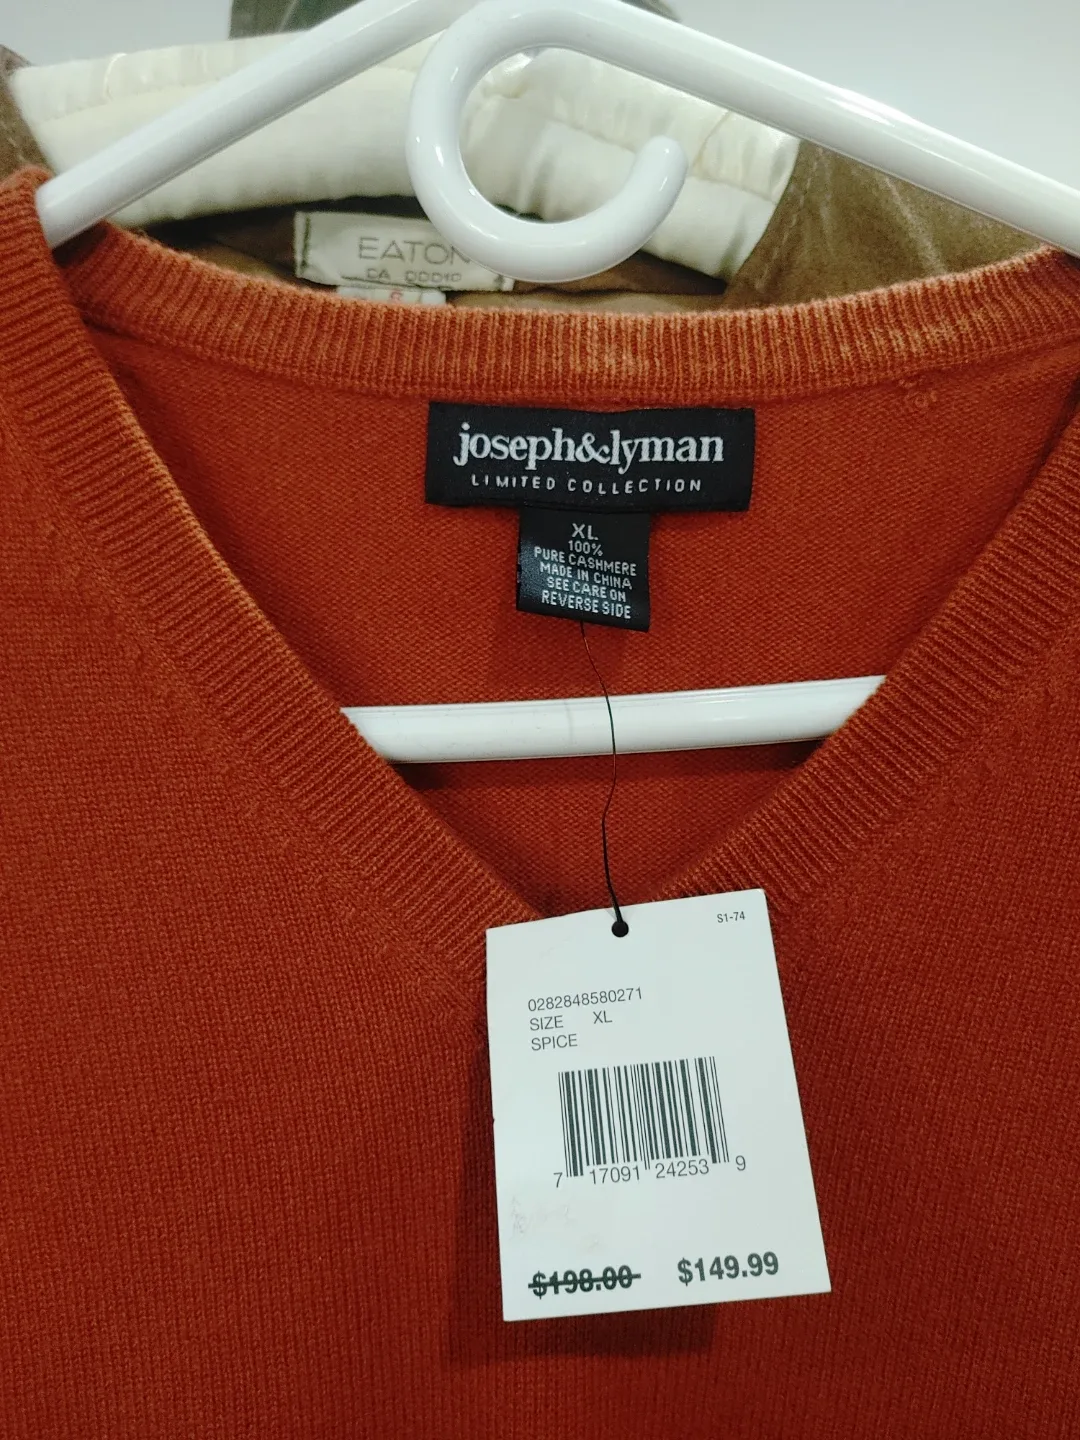 EATON
joseph&lyman
LIMITED COLLECTION
XL
100%
PURE CASHMERE
MADE IN CHINA
SEE CARE ON
REVERSE SIDE
S1-74
0282848580271
SIZE XL
SPICE
7 17091 24253 9
$198.00 $149.99